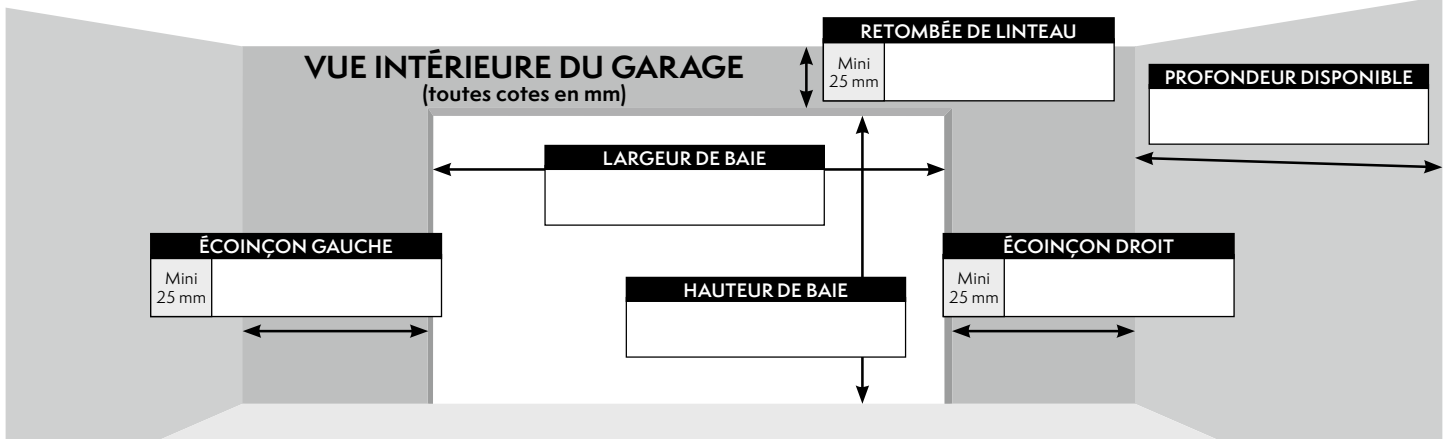 RETOMBÉE DE LINTEAU
Mini
25 mm
VUE INTÉRIEURE DU GARAGE
(toutes cotes en mm)
PROFONDEUR DISPONIBLE
LARGEUR DE BAIE
ÉCOINÇON GAUCHE
Mini
25 mm
ÉCOINÇON DROIT
Mini
25 mm
HAUTEUR DE BAIE